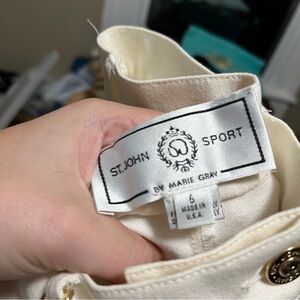 ST. JOHN SPORT
BY MARIE GRAY
6
MADE IN
U.S.A.